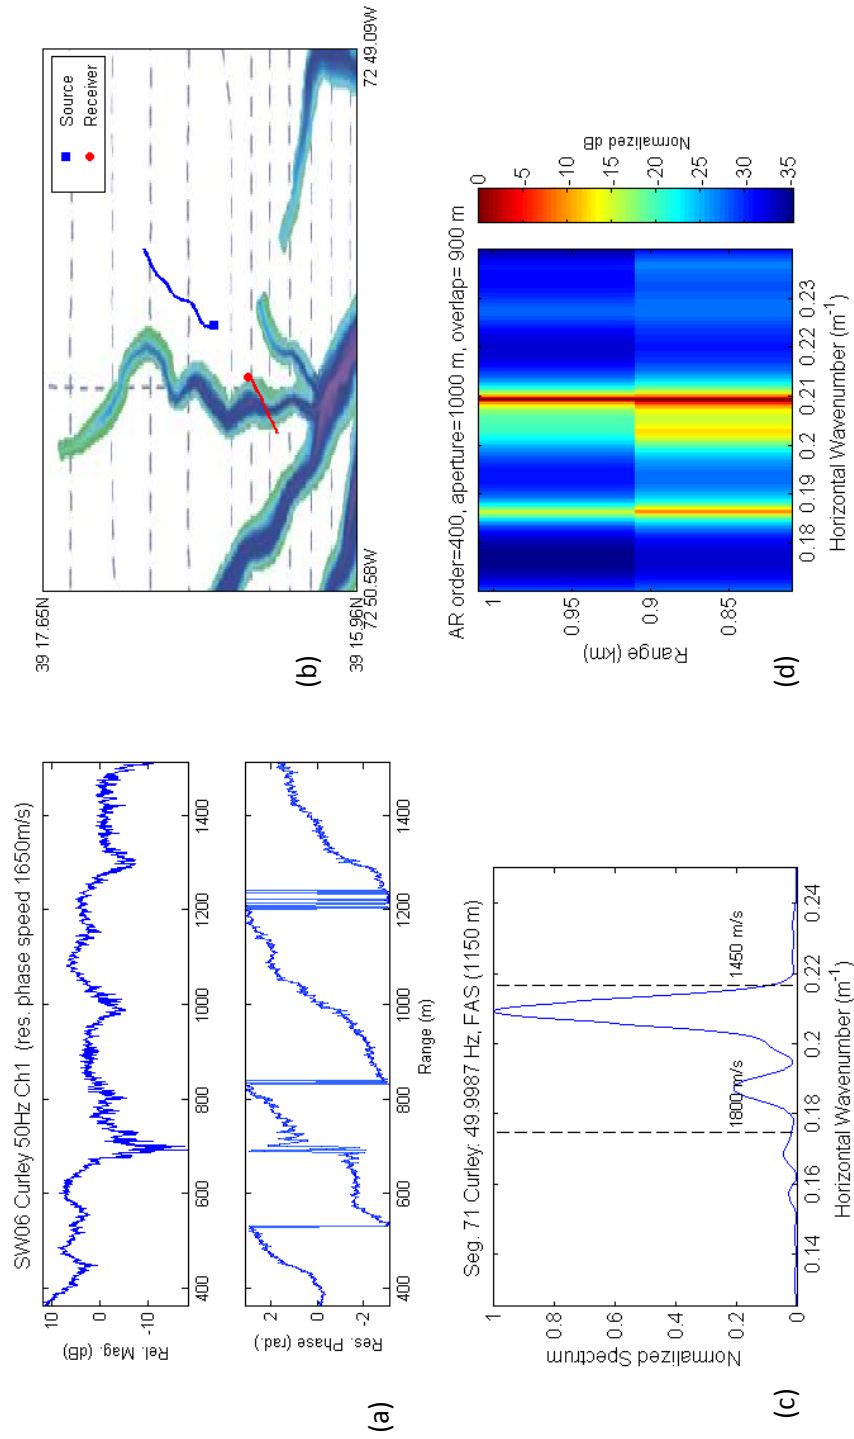 SW06 Curley 50Hz Ch1 (res. phase speed 1650m/s)
Rel. Mag. (dB)
10
0
-10
400
600
800
1000
1200
1400
Res. Phase (rad.)
2
0
-2
400
600
800
1000
1200
1400
Range (m)
(a)
39 17.65N
39 15.96N
72 50.58W
72 49.09W
Source
Receiver
(b)
Seg. 71 Curley: 49.9987 Hz, FAS (1150 m)
Normalized Spectrum
1
0.8
0.6
0.4
0.2
0
1800 m/s
1450 m/s
0.14
0.16
0.18
0.2
0.22
0.24
Horizontal Wavenumber (m-1)
(c)
AR order=400, aperture=1000 m, overlap= 900 m
Range (km)
1
0.95
0.9
0.85
0.18
0.19
0.2
0.21
0.22
0.23
Horizontal Wavenumber (m-1)
0
-5
-10
-15
-20
-25
-30
-35
Normalized dB
(d)